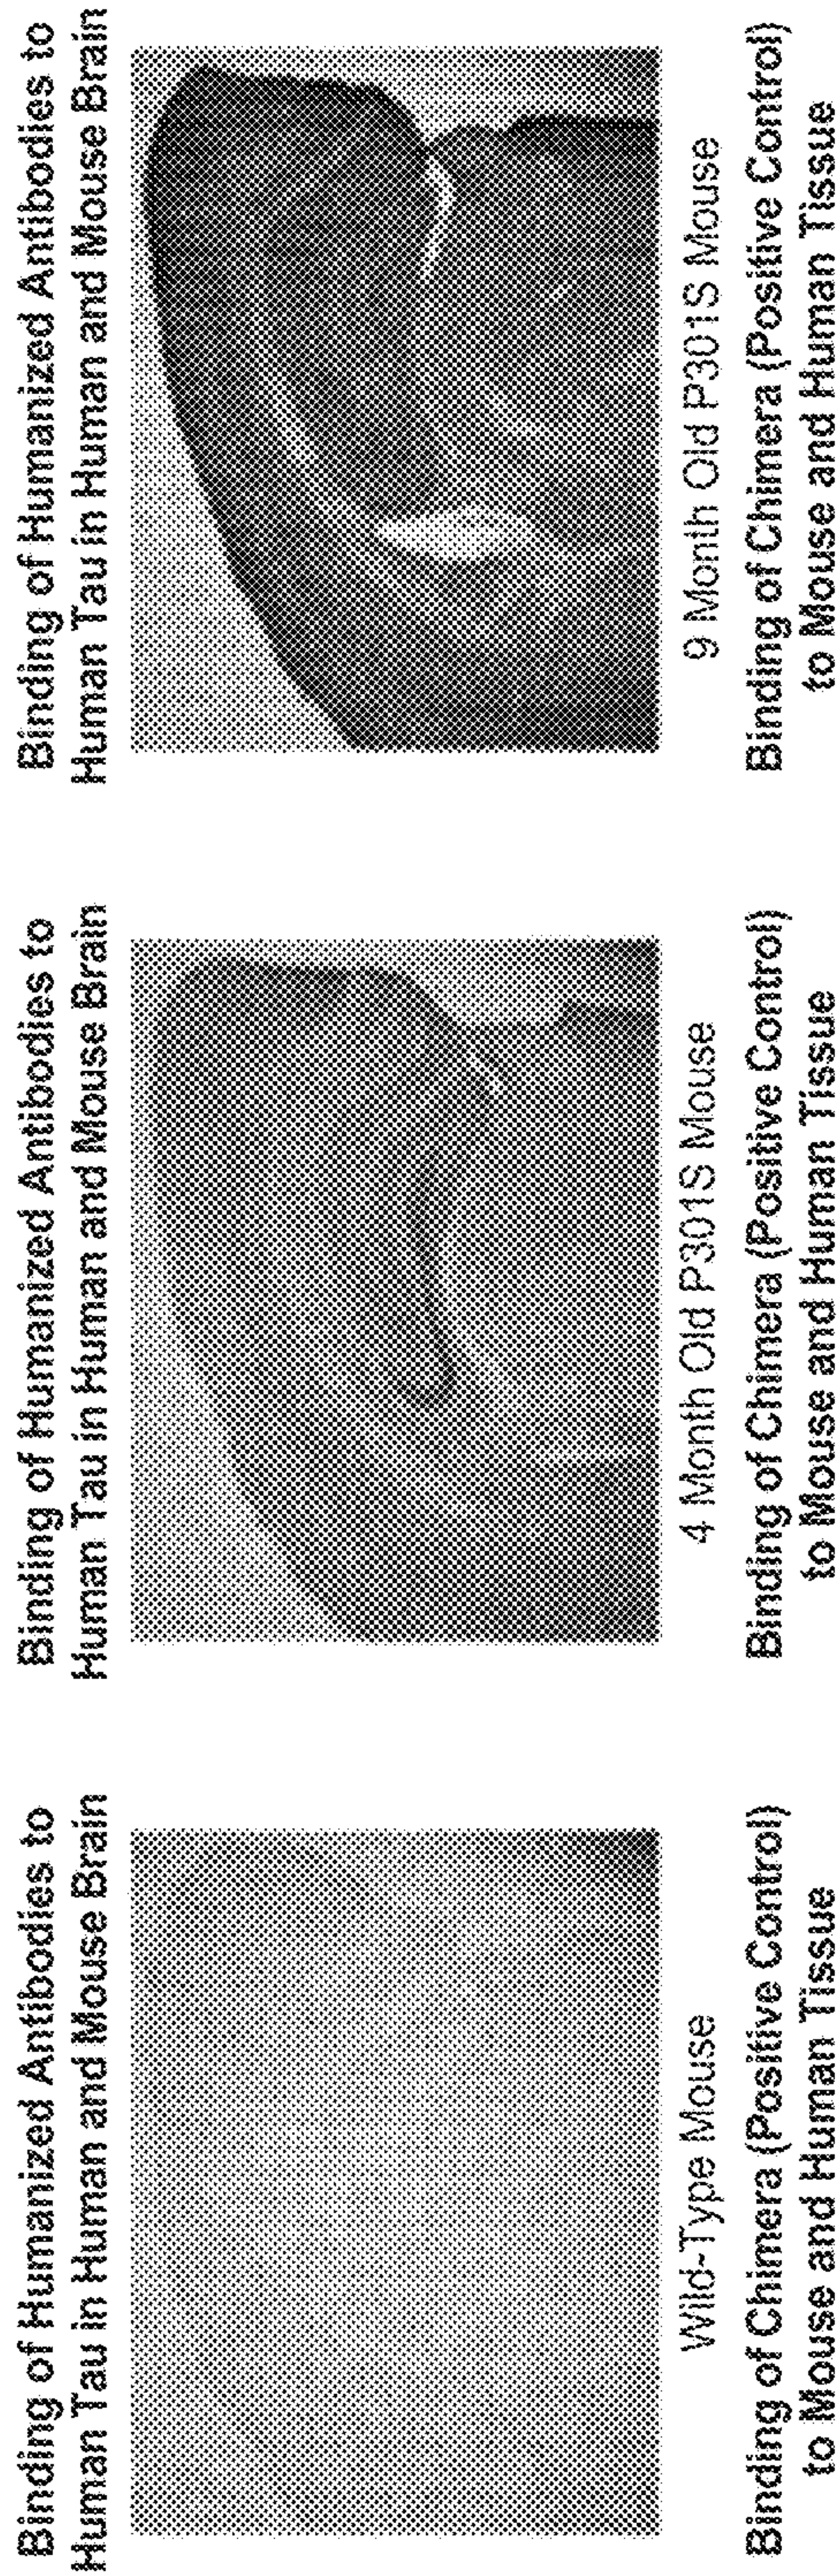 Binding of Humanized Antibodies to
Human Tau in Human and Mouse Brain
Wild-Type Mouse
Binding of Chimera (Positive Control)
to Mouse and Human Tissue
Binding of Humanized Antibodies to
Human Tau in Human and Mouse Brain
4 Month Old P301S Mouse
Binding of Chimera (Positive Control)
to Mouse and Human Tissue
Binding of Humanized Antibodies to
Human Tau in Human and Mouse Brain
9 Month Old P301S Mouse
Binding of Chimera (Positive Control)
to Mouse and Human Tissue